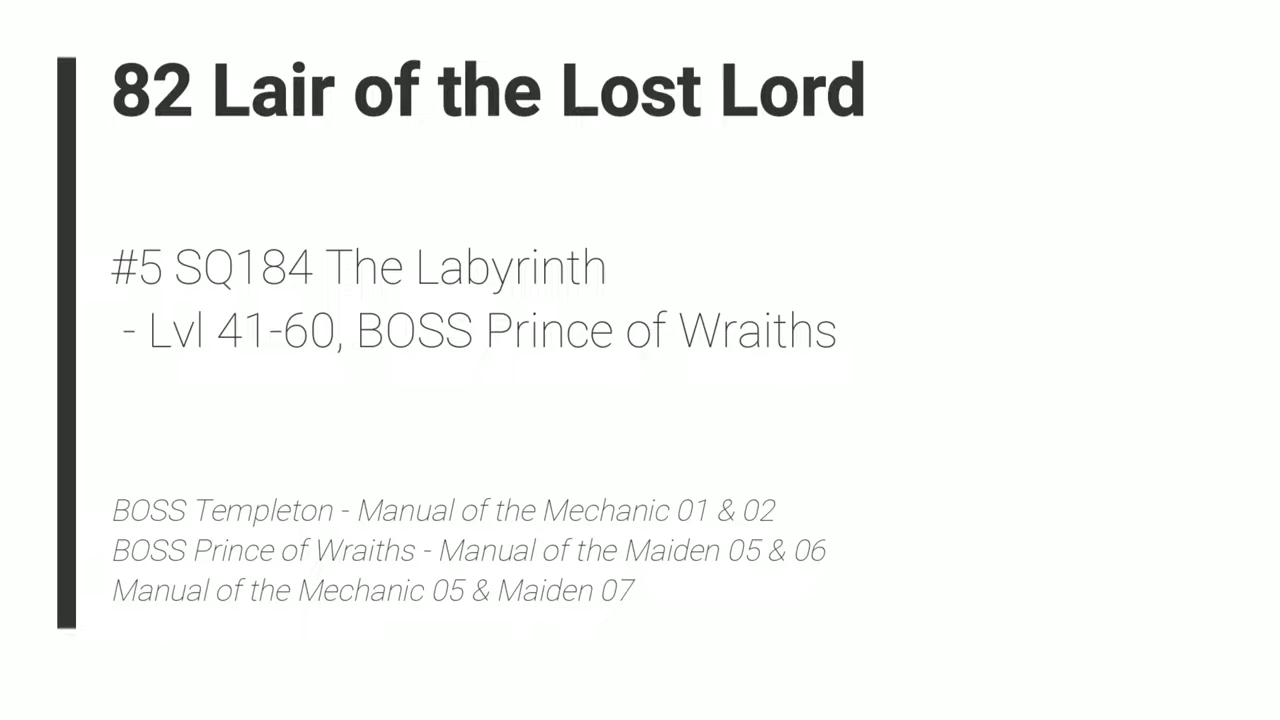 82 Lair of the Lost Lord
#5 SQ184 The Labyrinth
- Lvl 41-60, BOSS Prince of Wraiths
BOSS Templeton - Manual of the Mechanic 01 & 02
BOSS Prince of Wraiths - Manual of the Maiden 05 & 06
Manual of the Mechanic 05 & Maiden 07